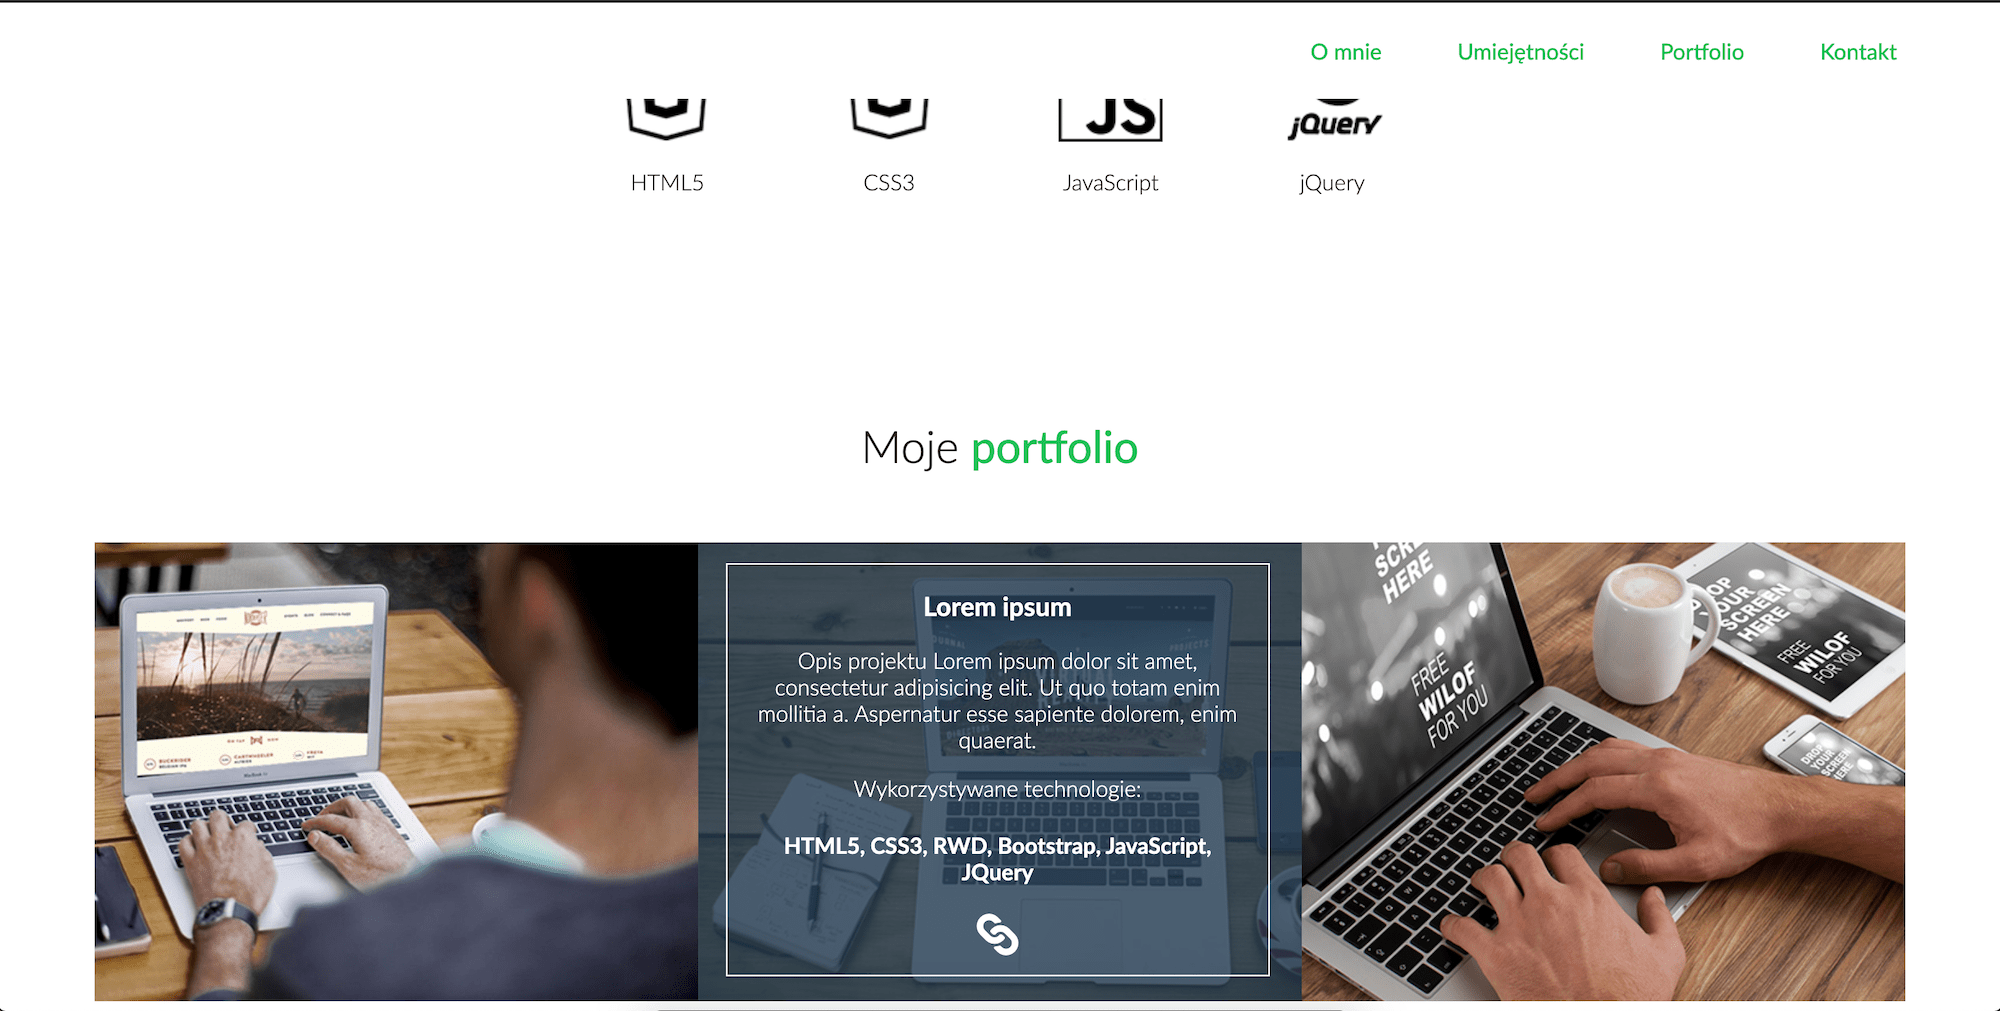 O mnie Umiejętności Portfolio Kontakt
JS jQuery
HTML5 CSS3 JavaScript jQuery
Moje portfolio
Lorem ipsum
Opis projektu Lorem ipsum dolor sit amet,
consectetur adipisicing elit. Ut quo totam enim
mollitia a. Aspernatur esse sapiente dolorem, enim
quaerat.
Wykorzystywane technologie:
HTML5, CSS3, RWD, Bootstrap, JavaScript,
JQuery
HERE
FREE
WILOF
FOR YOU
DROP
YOUR
SCREEN
HERE
FREE
WILOF
FOR YOU
YOUR
SCREEN
HERE